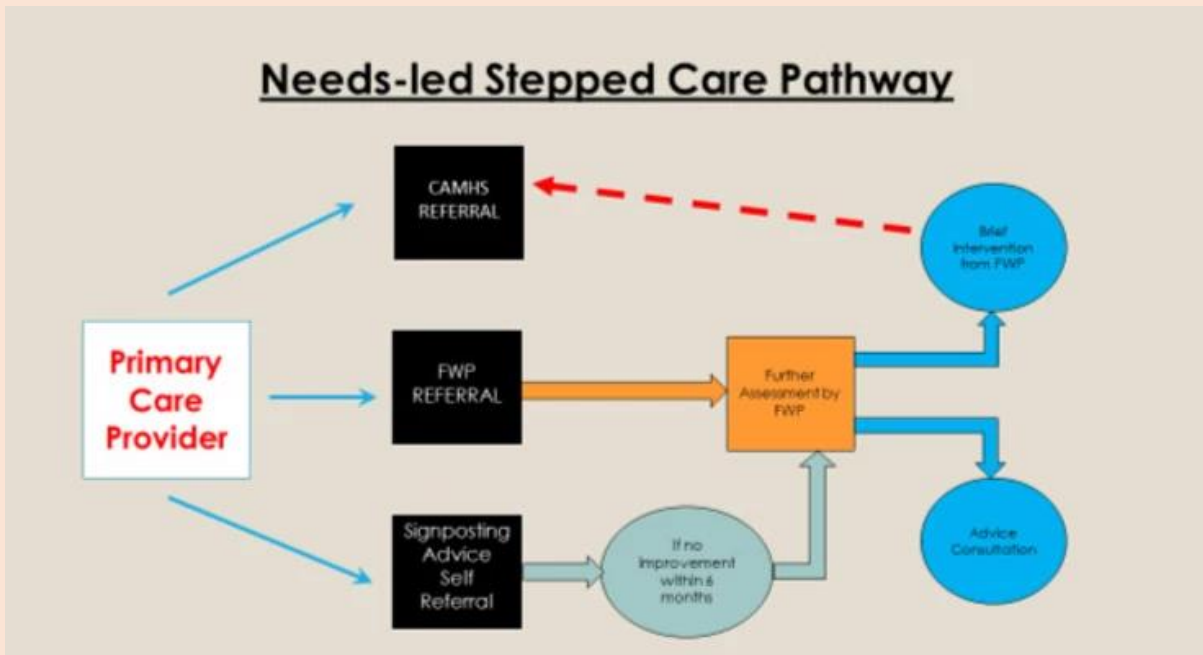 Needs-led Stepped Care Pathway
CAMHS
REFERRAL
Primary
Care
Provider
FWP
REFERRAL
Signposting
Advice
Self
Referral
If no
Improvement
within 6
months
Further
Assessment by
FWP
Brief
Intervention
from FWP
Advice
Consultation